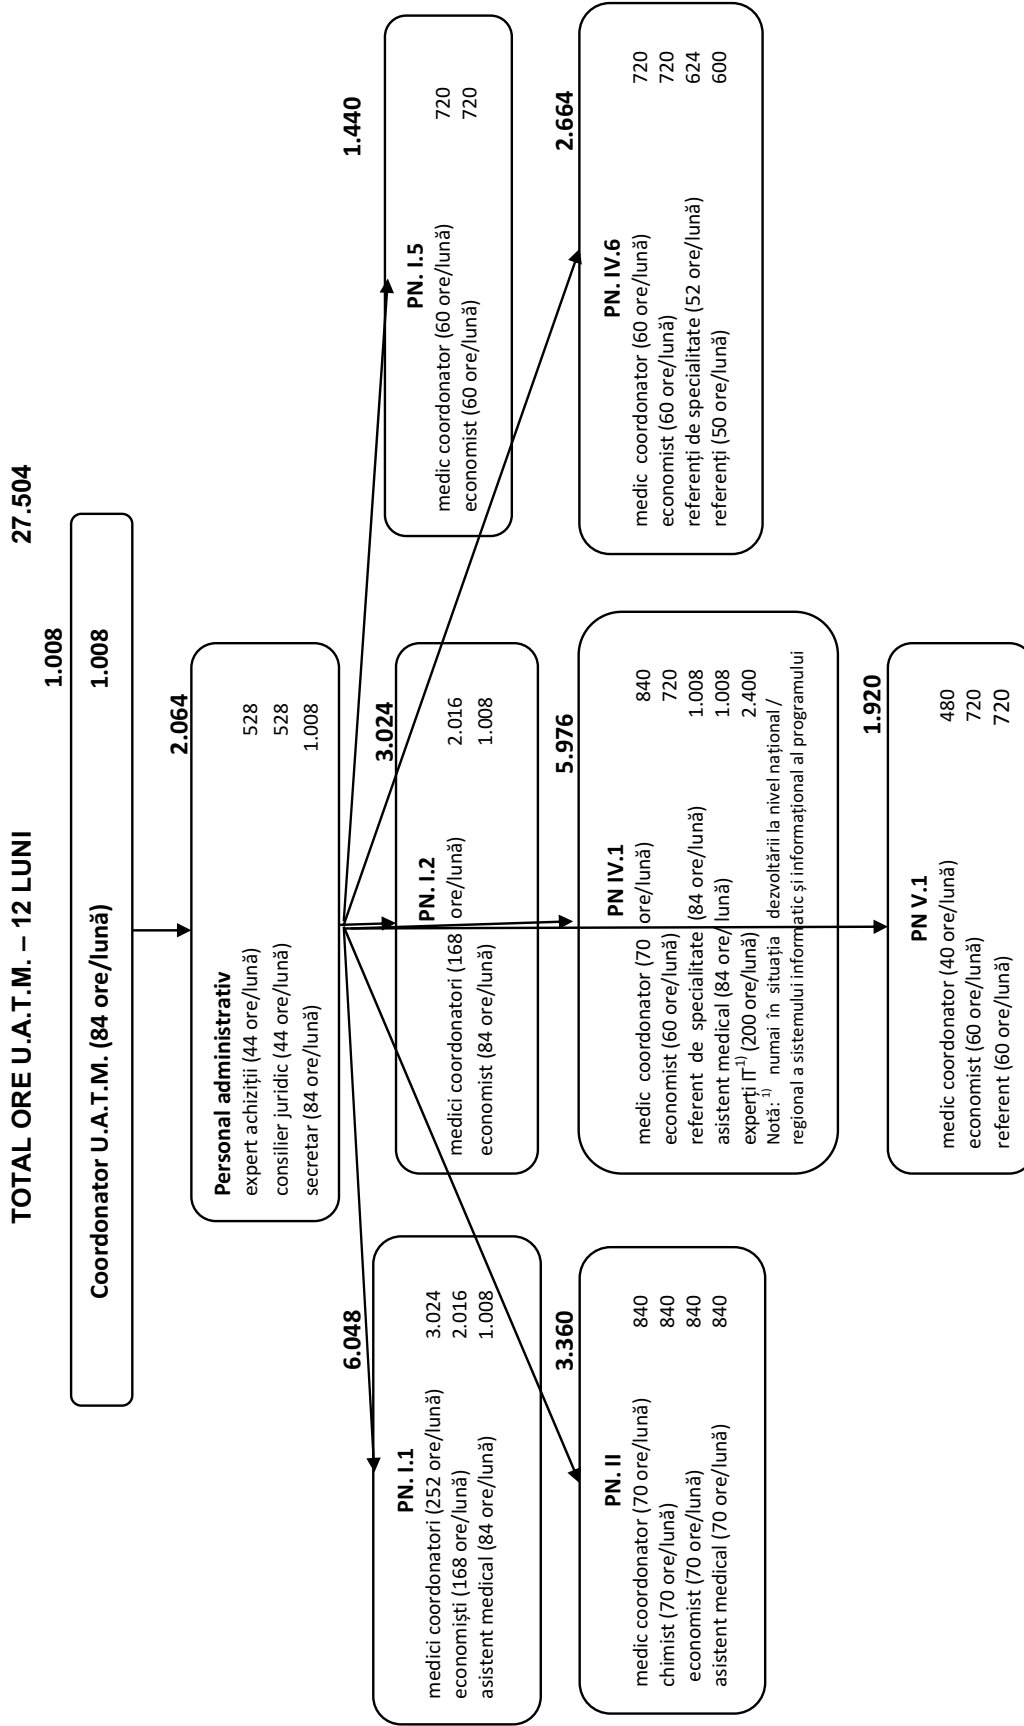 TOTAL ORE U.A.T.M. – 12 LUNI 27.504
1.008
Coordonator U.A.T.M. (84 ore/lună) 1.008
2.064
Personal administrativ
expert achiziții (44 ore/lună) 528
consilier juridic (44 ore/lună) 528
secretar (84 ore/lună) 1.008
6.048
PN. I.1
medici coordonatori (252 ore/lună) 3.024
economiști (168 ore/lună) 2.016
asistent medical (84 ore/lună) 1.008
3.024
PN. I.2
medici coordonatori (168 ore/lună) 2.016
economist (84 ore/lună) 1.008
1.440
PN. I.5
medic coordonator (60 ore/lună) 720
economist (60 ore/lună) 720
3.360
PN. II
medic coordonator (70 ore/lună) 840
chimist (70 ore/lună) 840
economist (70 ore/lună) 840
asistent medical (70 ore/lună) 840
5.976
PN IV.1
medic coordonator (70 ore/lună) 840
economist (60 ore/lună) 720
referent de specialitate (84 ore/lună) 1.008
asistent medical (84 ore/lună) 1.008
experți IT1) (200 ore/lună) 2.400
Notă: 1) numai în situația dezvoltării la nivel național /
regional a sistemului informatic și informațional al programului
2.664
PN. IV.6
medic coordonator (60 ore/lună) 720
economist (60 ore/lună) 720
referenți de specialitate (52 ore/lună) 624
referenți (50 ore/lună) 600
1.920
PN V.1
medic coordonator (40 ore/lună) 480
economist (60 ore/lună) 720
referent (60 ore/lună) 720